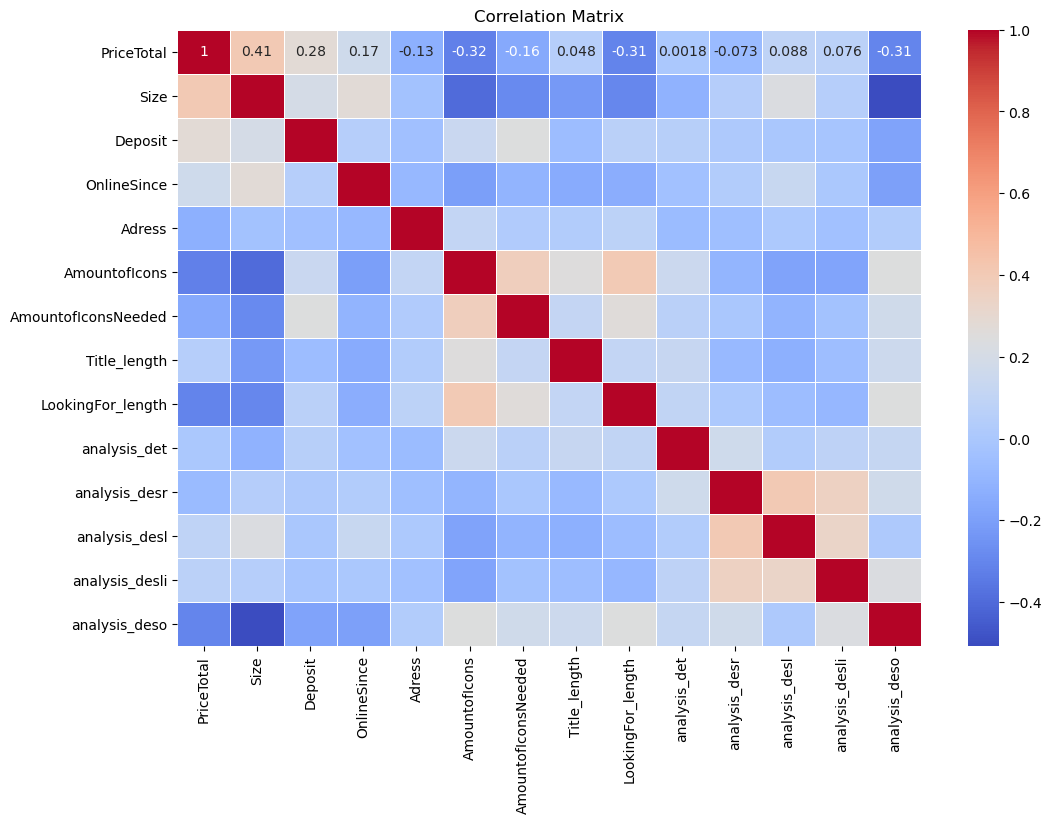 Correlation Matrix
PriceTotal 1 0.41 0.28 0.17 -0.13 -0.32 -0.16 0.048 -0.31 0.0018 -0.073 0.088 0.076 -0.31
Size
Deposit
OnlineSince
Adress
AmountofIcons
AmountofIconsNeeded
Title_length
LookingFor_length
analysis_det
analysis_desr
analysis_desl
analysis_desli
analysis_deso
PriceTotal
Size
Deposit
OnlineSince
Adress
AmountofIcons
AmountofIconsNeeded
Title_length
LookingFor_length
analysis_det
analysis_desr
analysis_desl
analysis_desli
analysis_deso
1.0
0.8
0.6
0.4
0.2
0.0
−0.2
−0.4